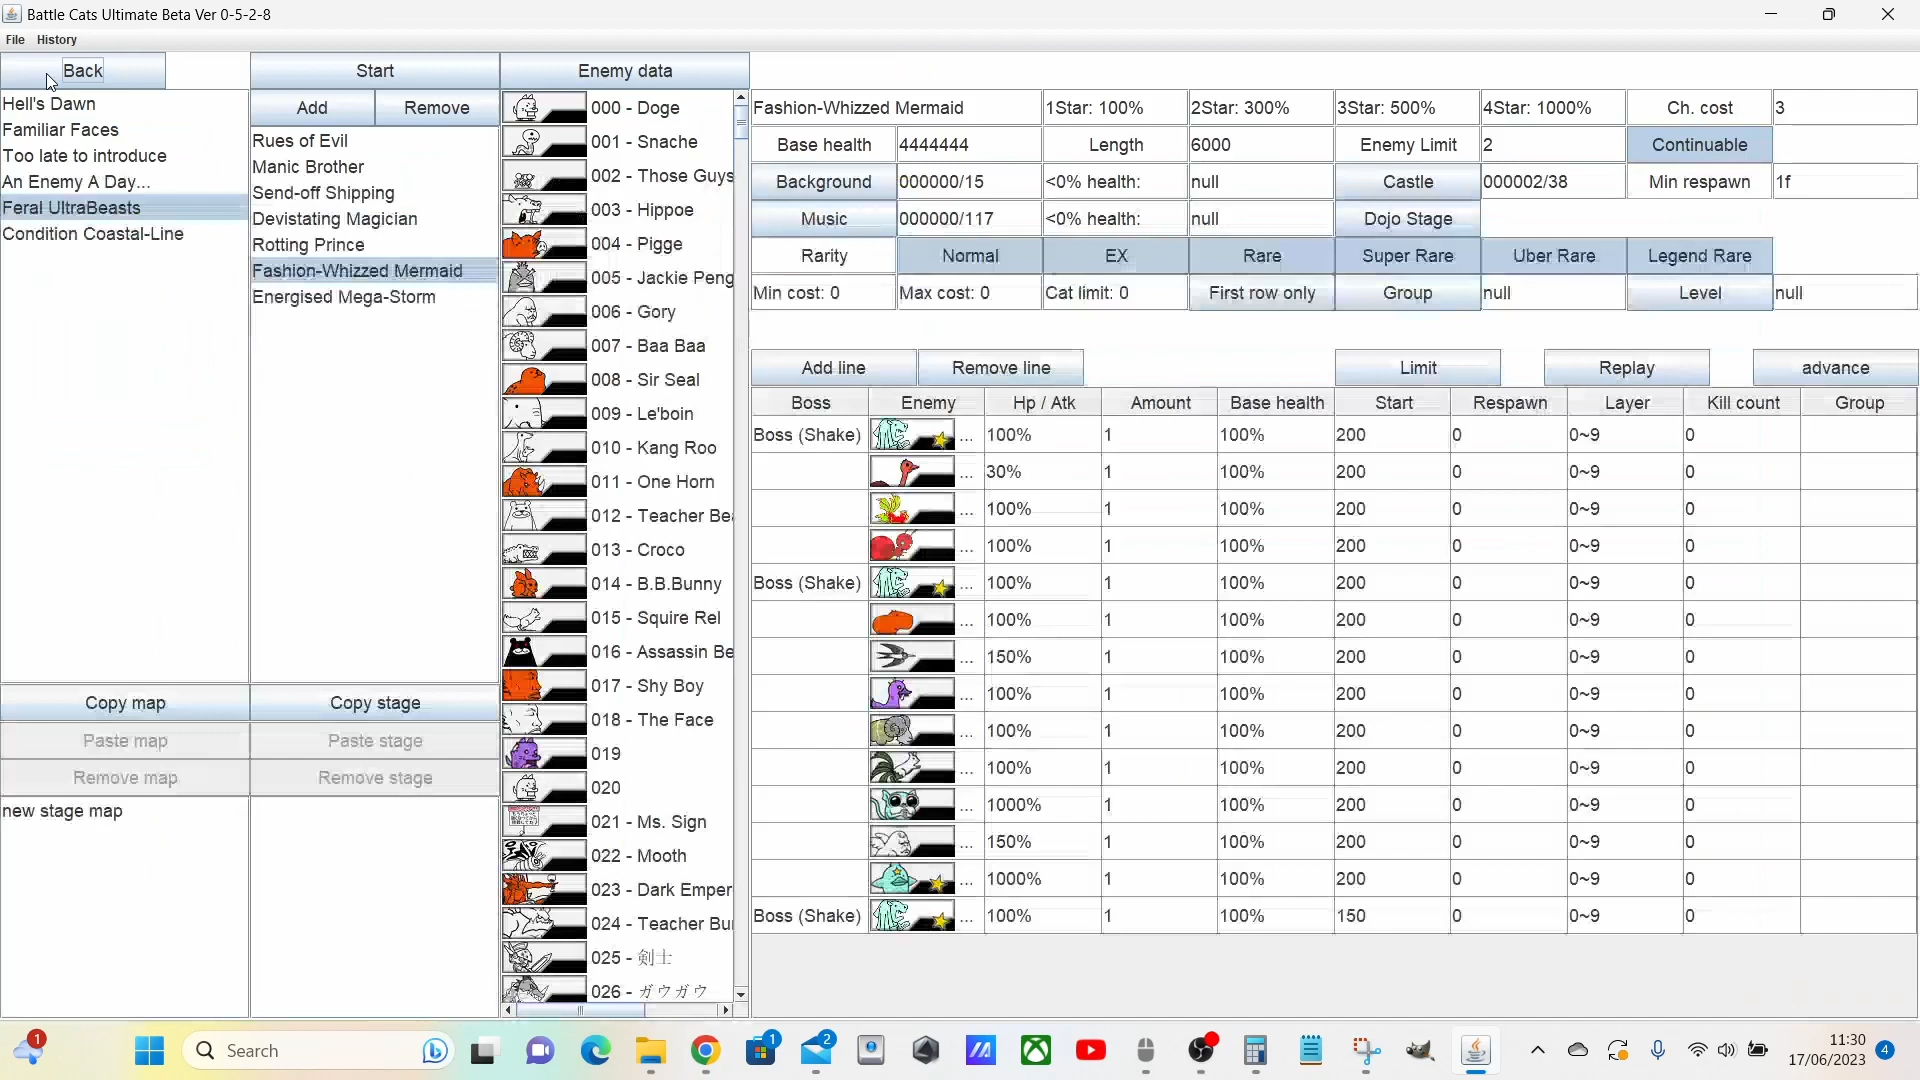 Battle Cats Ultimate Beta Ver 0-5-2-8
File History
Back
Start
Enemy data
Hell's Dawn
Familiar Faces
Too late to introduce
An Enemy A Day...
Feral UltraBeasts
Condition Coastal-Line
Copy map
Paste map
Remove map
new stage map
Add Remove
Rues of Evil
Manic Brother
Send-off Shipping
Devistating Magician
Rotting Prince
Fashion-Whizzed Mermaid
Energised Mega-Storm
Copy stage
Paste stage
Remove stage
000 - Doge
001 - Snache
002 - Those Guys
003 - Hippoe
004 - Pigge
005 - Jackie Peng
006 - Gory
007 - Baa Baa
008 - Sir Seal
009 - Le'boin
010 - Kang Roo
011 - One Horn
012 - Teacher Bea
013 - Croco
014 - B.B.Bunny
015 - Squire Rel
016 - Assassin Be
017 - Shy Boy
018 - The Face
019
020
021 - Ms. Sign
022 - Mooth
023 - Dark Emper
024 - Teacher Bu
025 - 剣士
026 - ガウガウ
Fashion-Whizzed Mermaid 1Star: 100% 2Star: 300% 3Star: 500% 4Star: 1000% Ch. cost 3
Base health 4444444 Length 6000 Enemy Limit 2 Continuable
Background 000000/15 <0% health: null Castle 000002/38 Min respawn 1f
Music 000000/117 <0% health: null Dojo Stage
Rarity Normal EX Rare Super Rare Uber Rare Legend Rare
Min cost: 0 Max cost: 0 Cat limit: 0 First row only Group null Level null
Add line Remove line Limit Replay advance
Boss Enemy Hp / Atk Amount Base health Start Respawn Layer Kill count Group
Boss (Shake) ... 100% 1 100% 200 0 0~9 0
... 30% 1 100% 200 0 0~9 0
... 100% 1 100% 200 0 0~9 0
... 100% 1 100% 200 0 0~9 0
Boss (Shake) ... 100% 1 100% 200 0 0~9 0
... 100% 1 100% 200 0 0~9 0
... 150% 1 100% 200 0 0~9 0
... 100% 1 100% 200 0 0~9 0
... 100% 1 100% 200 0 0~9 0
... 100% 1 100% 200 0 0~9 0
... 1000% 1 100% 200 0 0~9 0
... 150% 1 100% 200 0 0~9 0
... 1000% 1 100% 200 0 0~9 0
Boss (Shake) ... 100% 1 100% 150 0 0~9 0
1 Search 1 2 11:30
17/06/2023 4